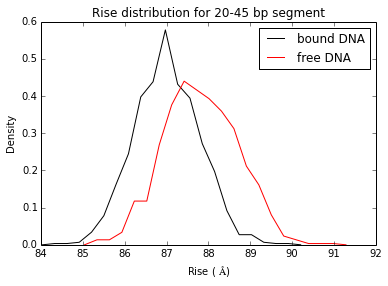 Rise distribution for 20-45 bp segment
bound DNA
free DNA
Density
0.6
0.5
0.4
0.3
0.2
0.1
0.0
84 85 86 87 88 89 90 91 92
Rise ( Å)